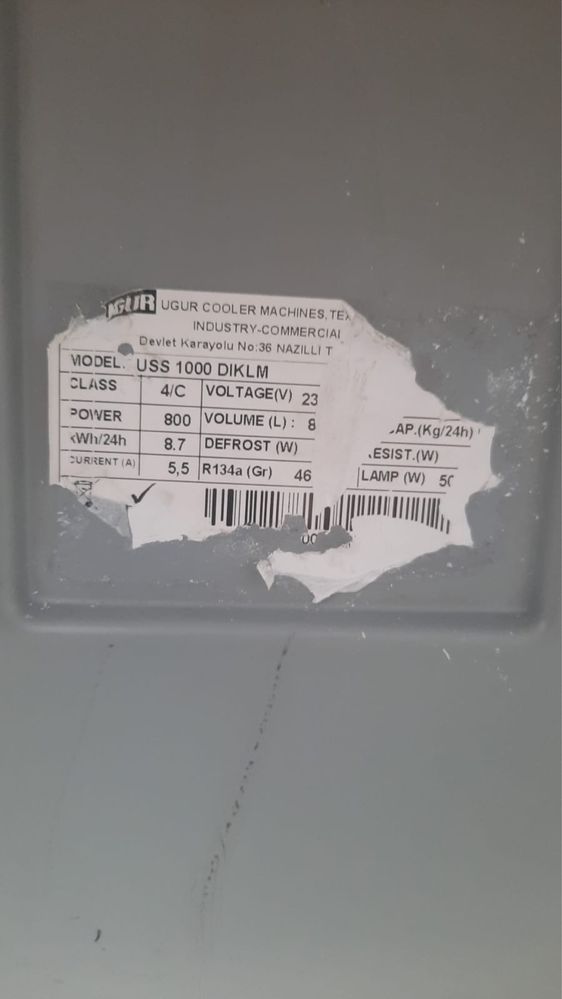 UGUR UGUR COOLER MACHINES, TEX
INDUSTRY-COMMERCIAL
Devlet Karayolu No:36 NAZILLI T
MODEL. USS 1000 DIKLM
CLASS 4/C VOLTAGE(V) 23
POWER 800 VOLUME (L) : 8 AP.(Kg/24h)
kWh/24h 8.7 DEFROST (W) ESIST.(W)
CURRENT (A) 5,5 R134a (Gr) 46 LAMP (W) 50